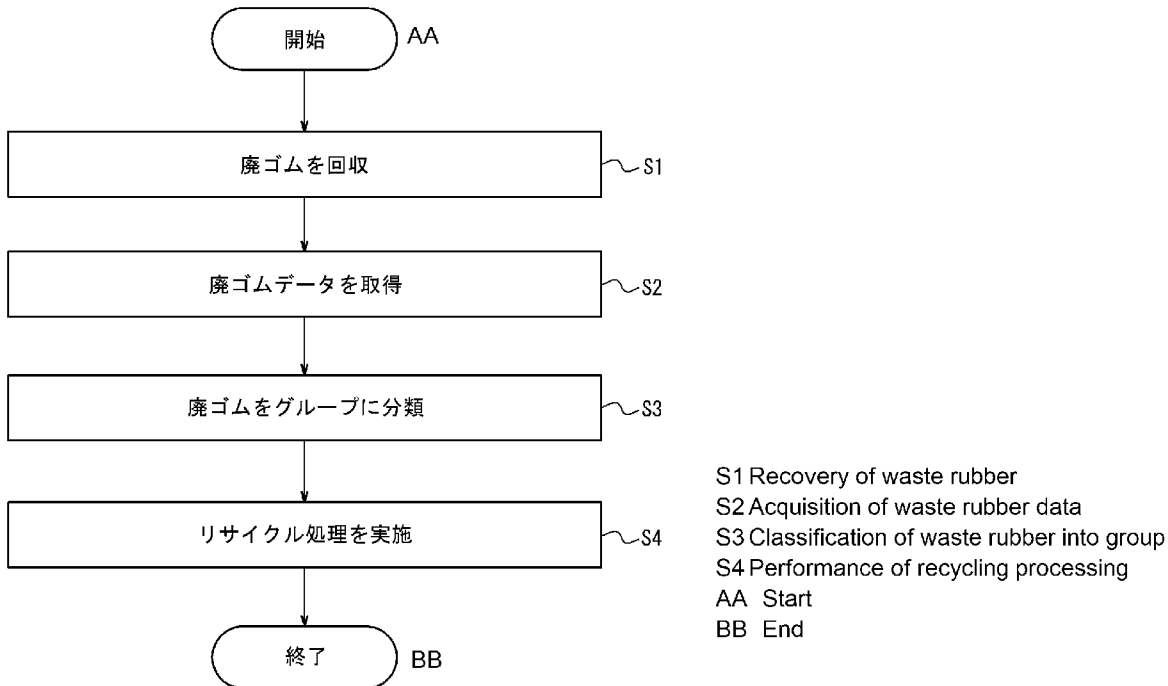 開始 AA
廃ゴムを回収 S1
廃ゴムデータを取得 S2
廃ゴムをグループに分類 S3
リサイクル処理を実施 S4
終了 BB
S1 Recovery of waste rubber
S2 Acquisition of waste rubber data
S3 Classification of waste rubber into group
S4 Performance of recycling processing
AA Start
BB End